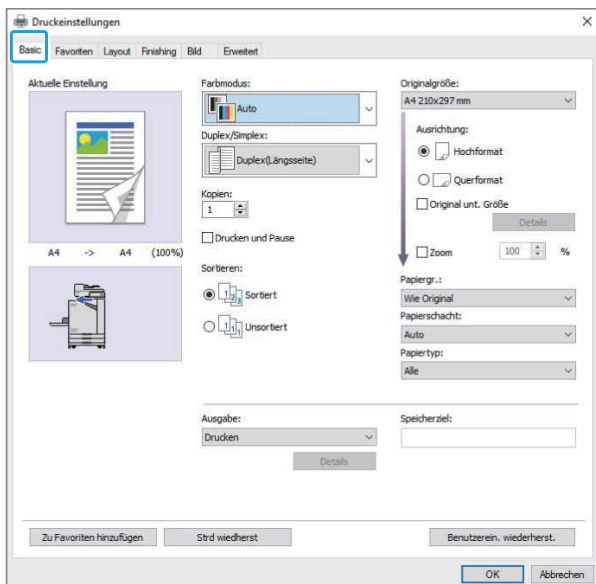 Druckeinstellungen
Basic Favoriten Layout Finishing Bild Erweitert
Aktuelle Einstellung
A4 -> A4 (100%)
Farbmodus:
Auto
Duplex/Simplex:
Duplex(Längsseite)
Kopien:
1
Drucken und Pause
Sortieren:
Sortiert
Unsortiert
Originalgröße:
A4 210x297 mm
Ausrichtung:
Hochformat
Querformat
Original unt. Größe
Details
Zoom 100 %
Papiergr.:
Wie Original
Papierschacht:
Auto
Papiertyp:
Alle
Ausgabe:
Drucken
Details
Speicherziel:
Zu Favoriten hinzufügen Strd wiedherst Benutzerein. wiederherst.
OK Abbrechen